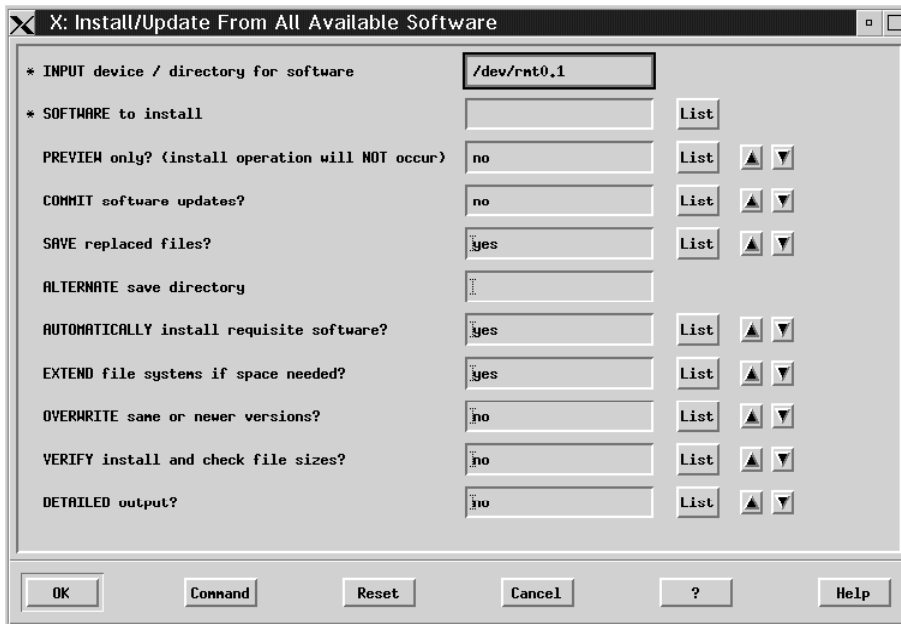 X: Install/Update From All Available Software
* INPUT device / directory for software /dev/rmt0.1
* SOFTWARE to install List
PREVIEW only? (install operation will NOT occur) no List
COMMIT software updates? no List
SAVE replaced files? yes List
ALTERNATE save directory
AUTOMATICALLY install requisite software? yes List
EXTEND file systems if space needed? yes List
OVERWRITE same or newer versions? no List
VERIFY install and check file sizes? no List
DETAILED output? no List
OK Command Reset Cancel ? Help